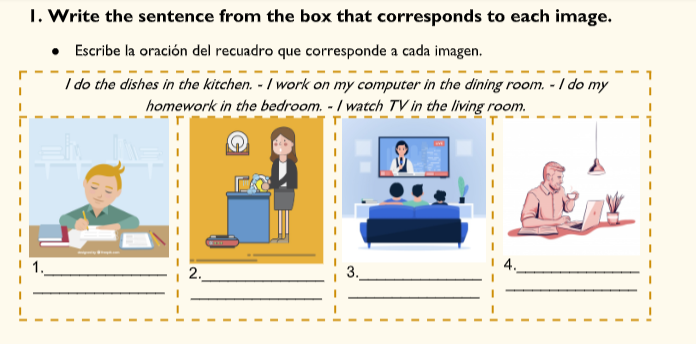 1. Write the sentence from the box that corresponds to each image.
● Escribe la oración del recuadro que corresponde a cada imagen.
I do the dishes in the kitchen. - I work on my computer in the dining room. - I do my
homework in the bedroom. - I watch TV in the living room.
1.
2.
3.
4.